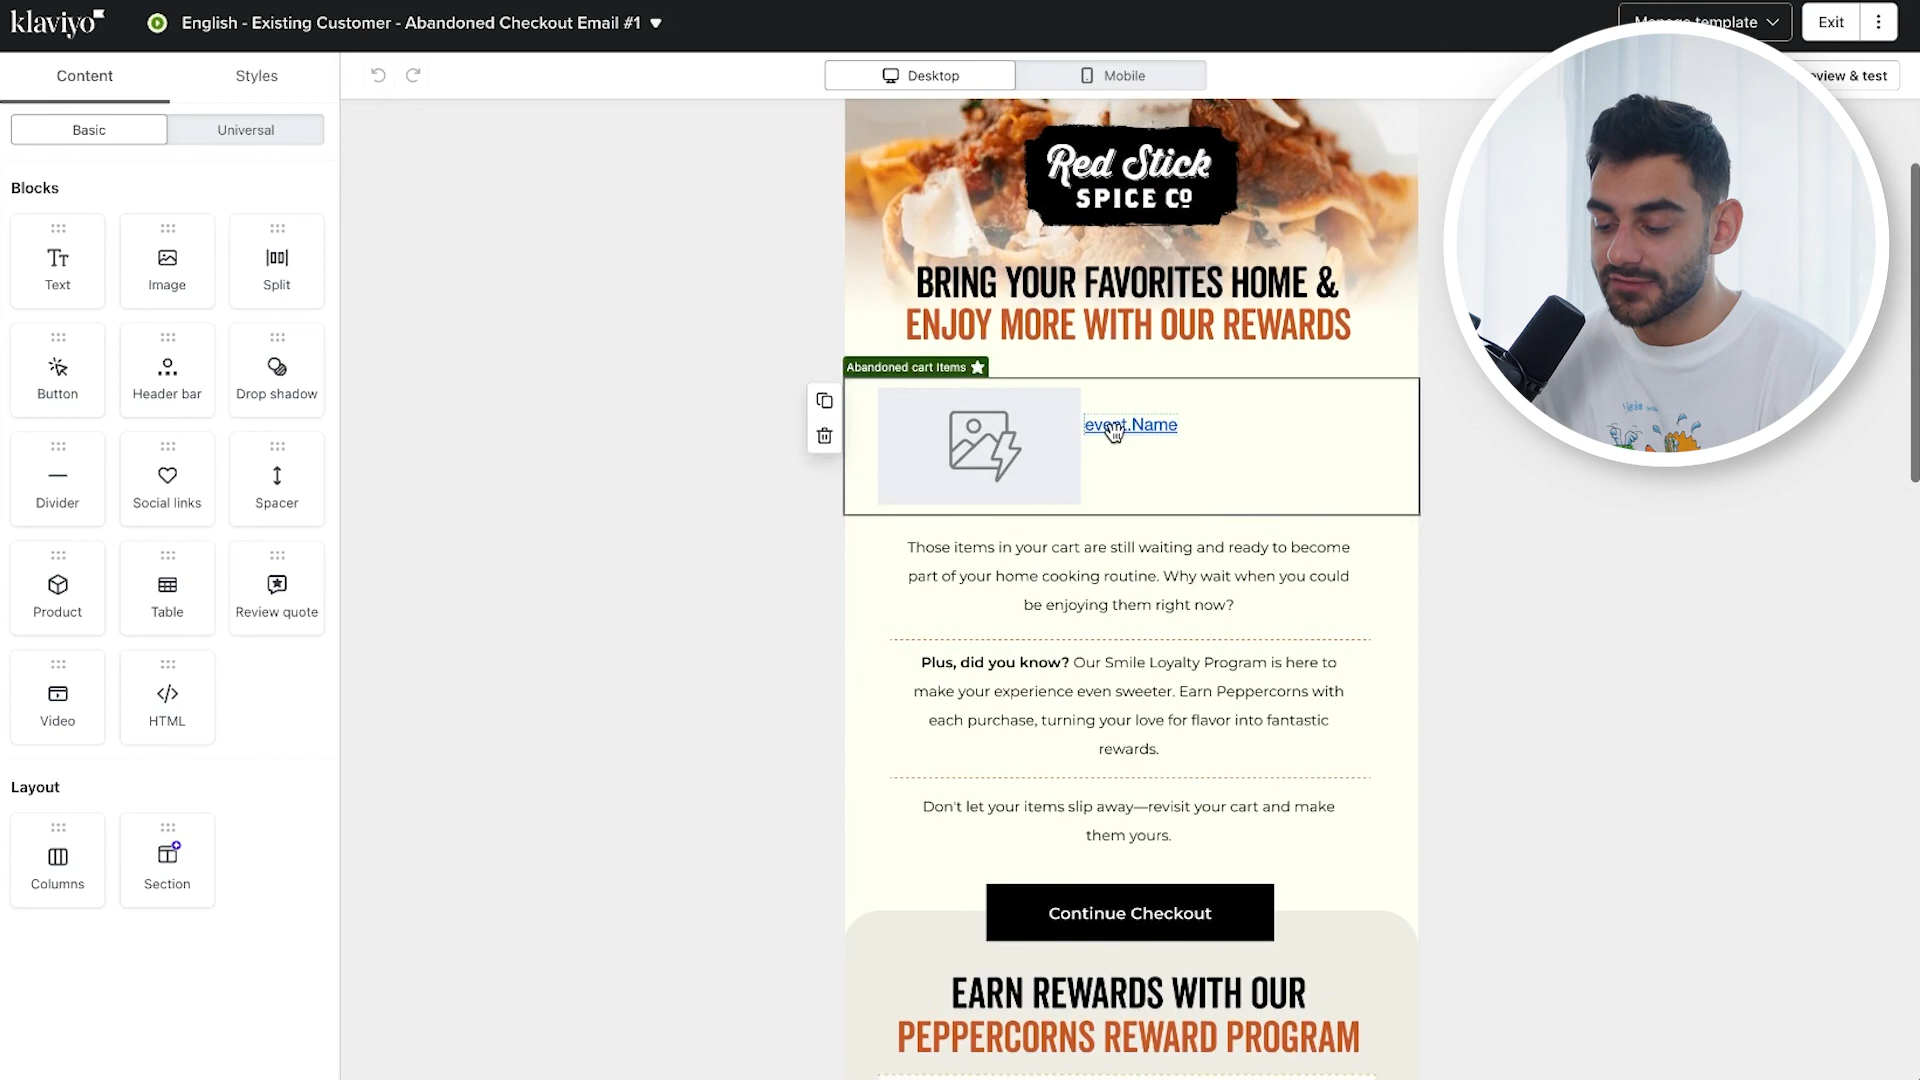 klaviyo
English - Existing Customer - Abandoned Checkout Email #1
Manage template
Exit
Content
Styles
Desktop
Mobile
view & test
Basic
Universal
Blocks
Text
Image
Split
Button
Header bar
Drop shadow
Divider
Social links
Spacer
Product
Table
Review quote
Video
HTML
Layout
Columns
Section
Red Stick
SPICE CO
BRING YOUR FAVORITES HOME &
ENJOY MORE WITH OUR REWARDS
Abandoned cart Items
event.Name
Those items in your cart are still waiting and ready to become
part of your home cooking routine. Why wait when you could
be enjoying them right now?
Plus, did you know? Our Smile Loyalty Program is here to
make your experience even sweeter. Earn Peppercorns with
each purchase, turning your love for flavor into fantastic
rewards.
Don't let your items slip away—revisit your cart and make
them yours.
Continue Checkout
EARN REWARDS WITH OUR
PEPPERCORNS REWARD PROGRAM